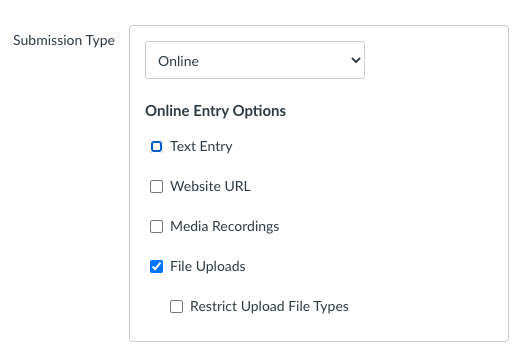 Submission Type
Online
Online Entry Options
Text Entry
Website URL
Media Recordings
File Uploads
Restrict Upload File Types